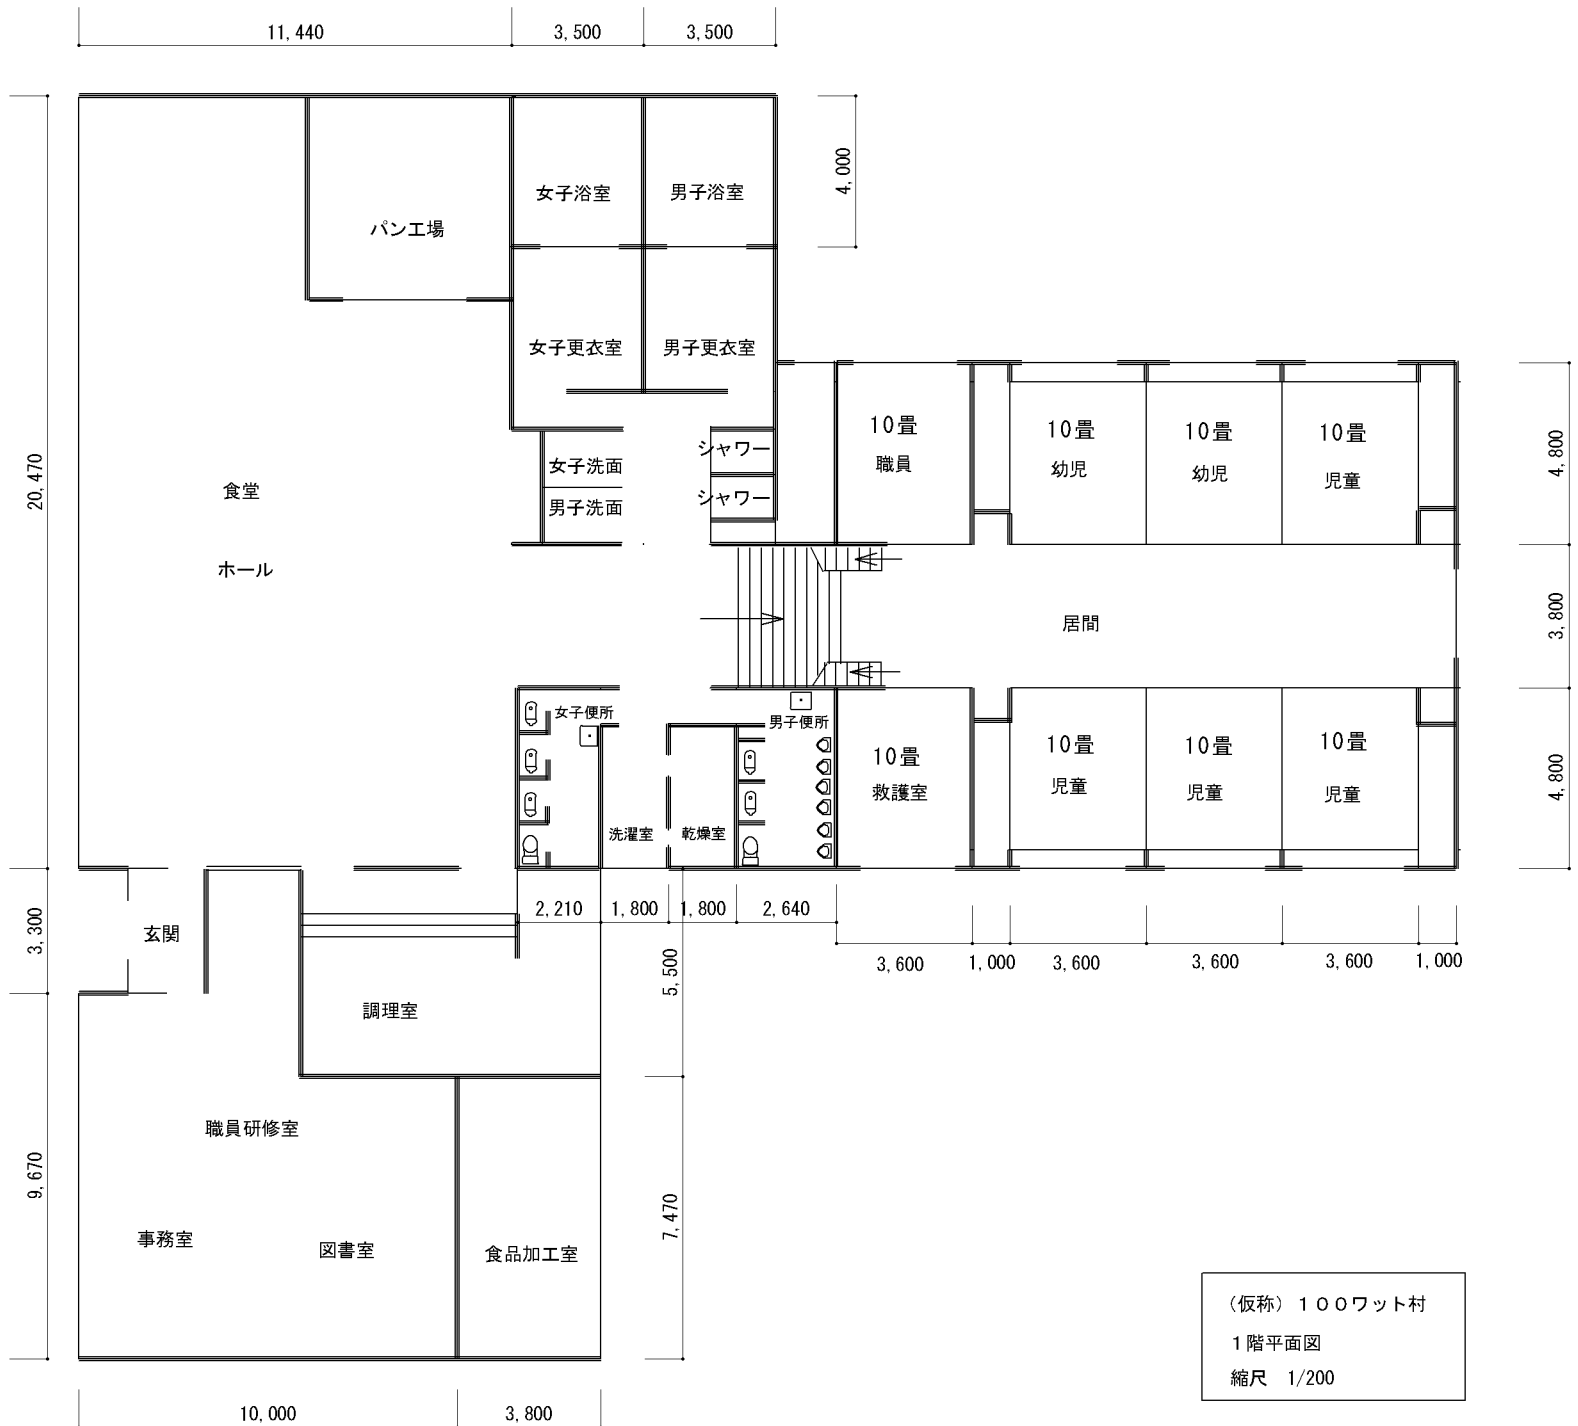 11,440
3,500
3,500
4,000
女子浴室
男子浴室
パン工場
女子更衣室
男子更衣室
20,470
食堂
ホール
女子洗面
男子洗面
シャワー
シャワー
10畳
職員
10畳
幼児
10畳
幼児
10畳
児童
4,800
3,800
4,800
居間
女子便所
男子便所
洗濯室
乾燥室
10畳
救護室
10畳
児童
10畳
児童
10畳
児童
2,210
1,800
1,800
2,640
3,600
1,000
3,600
3,600
3,600
1,000
3,300
玄関
5,500
調理室
9,670
職員研修室
事務室
図書室
食品加工室
7,470
10,000
3,800
(仮称)100ワット村
1階平面図
縮尺 1/200